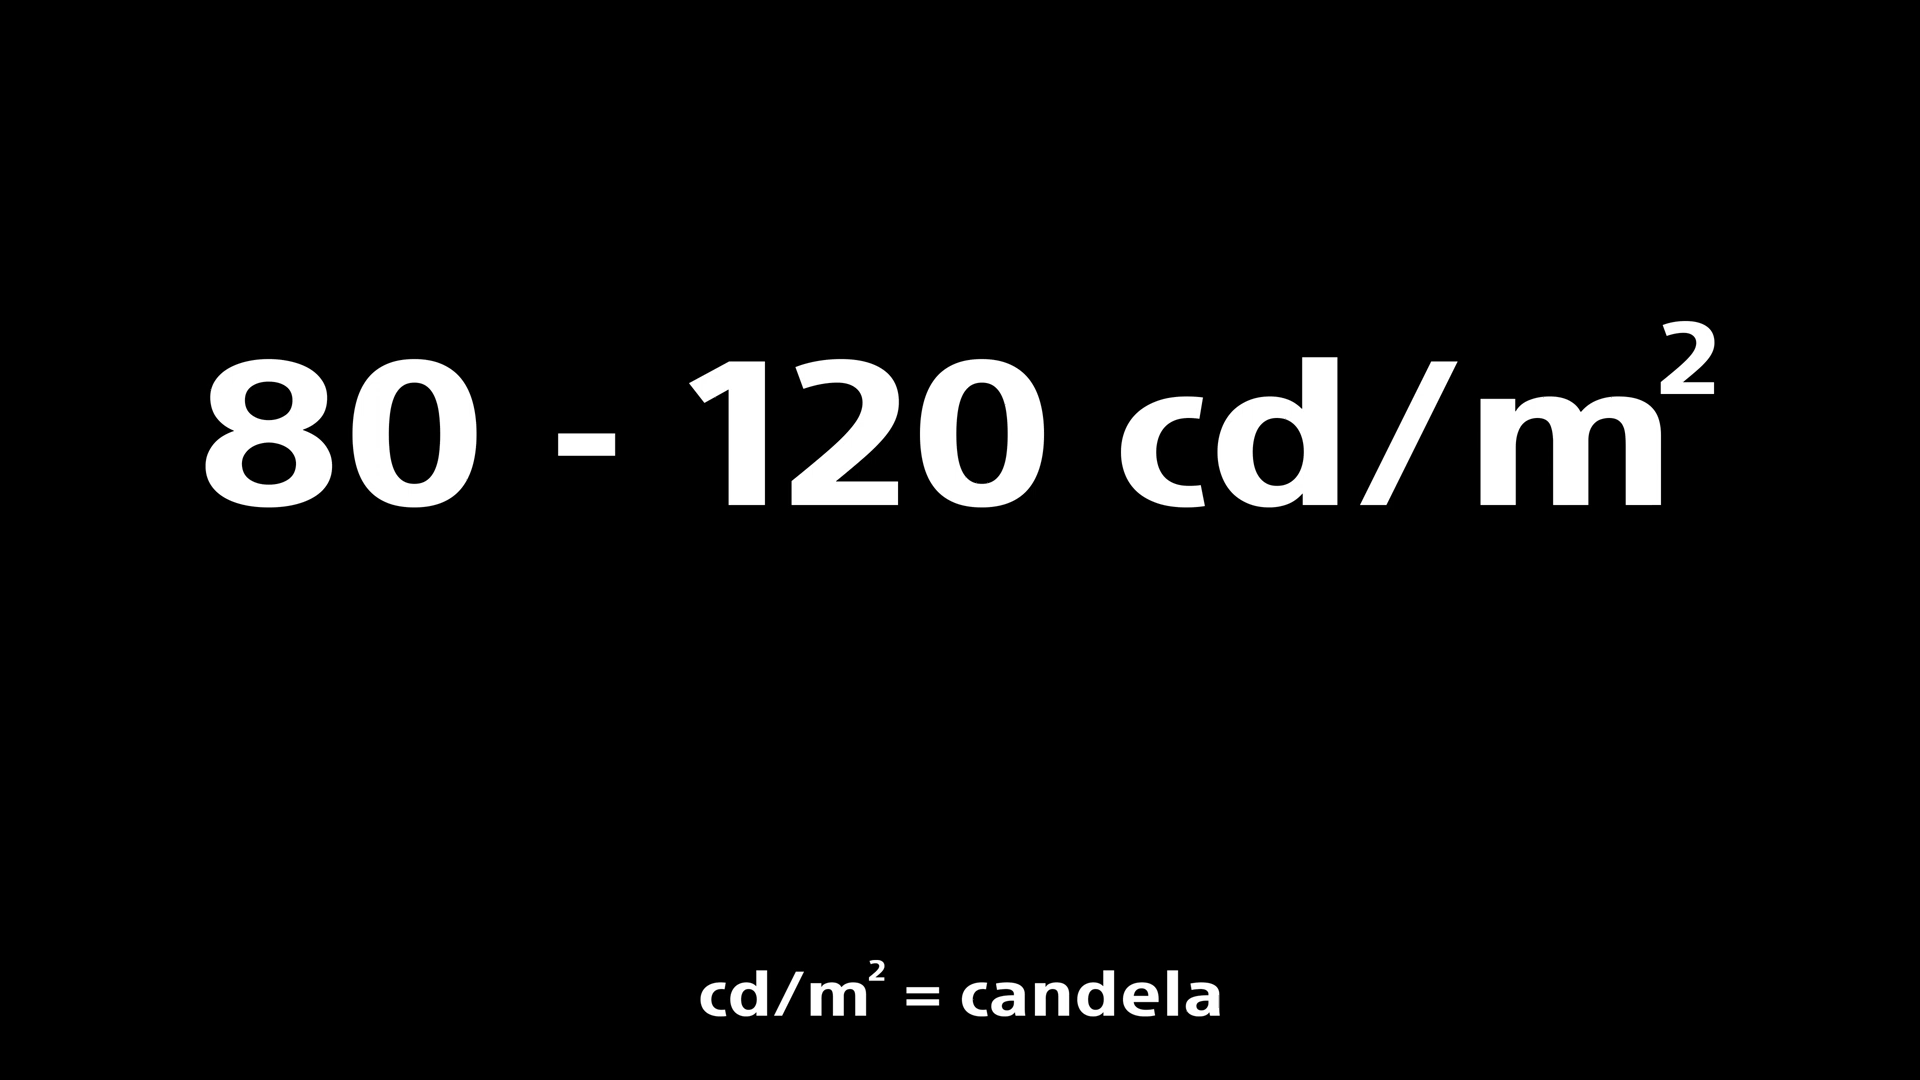 80 - 120 cd/m²
cd/m² = candela